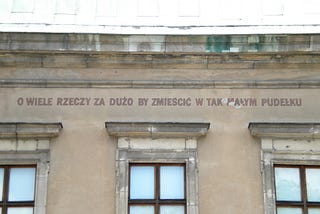 O WIELE RZECZY ZA DUŻO BY ZMIEŚCIĆ W TAK MAŁYM PUDEŁKU